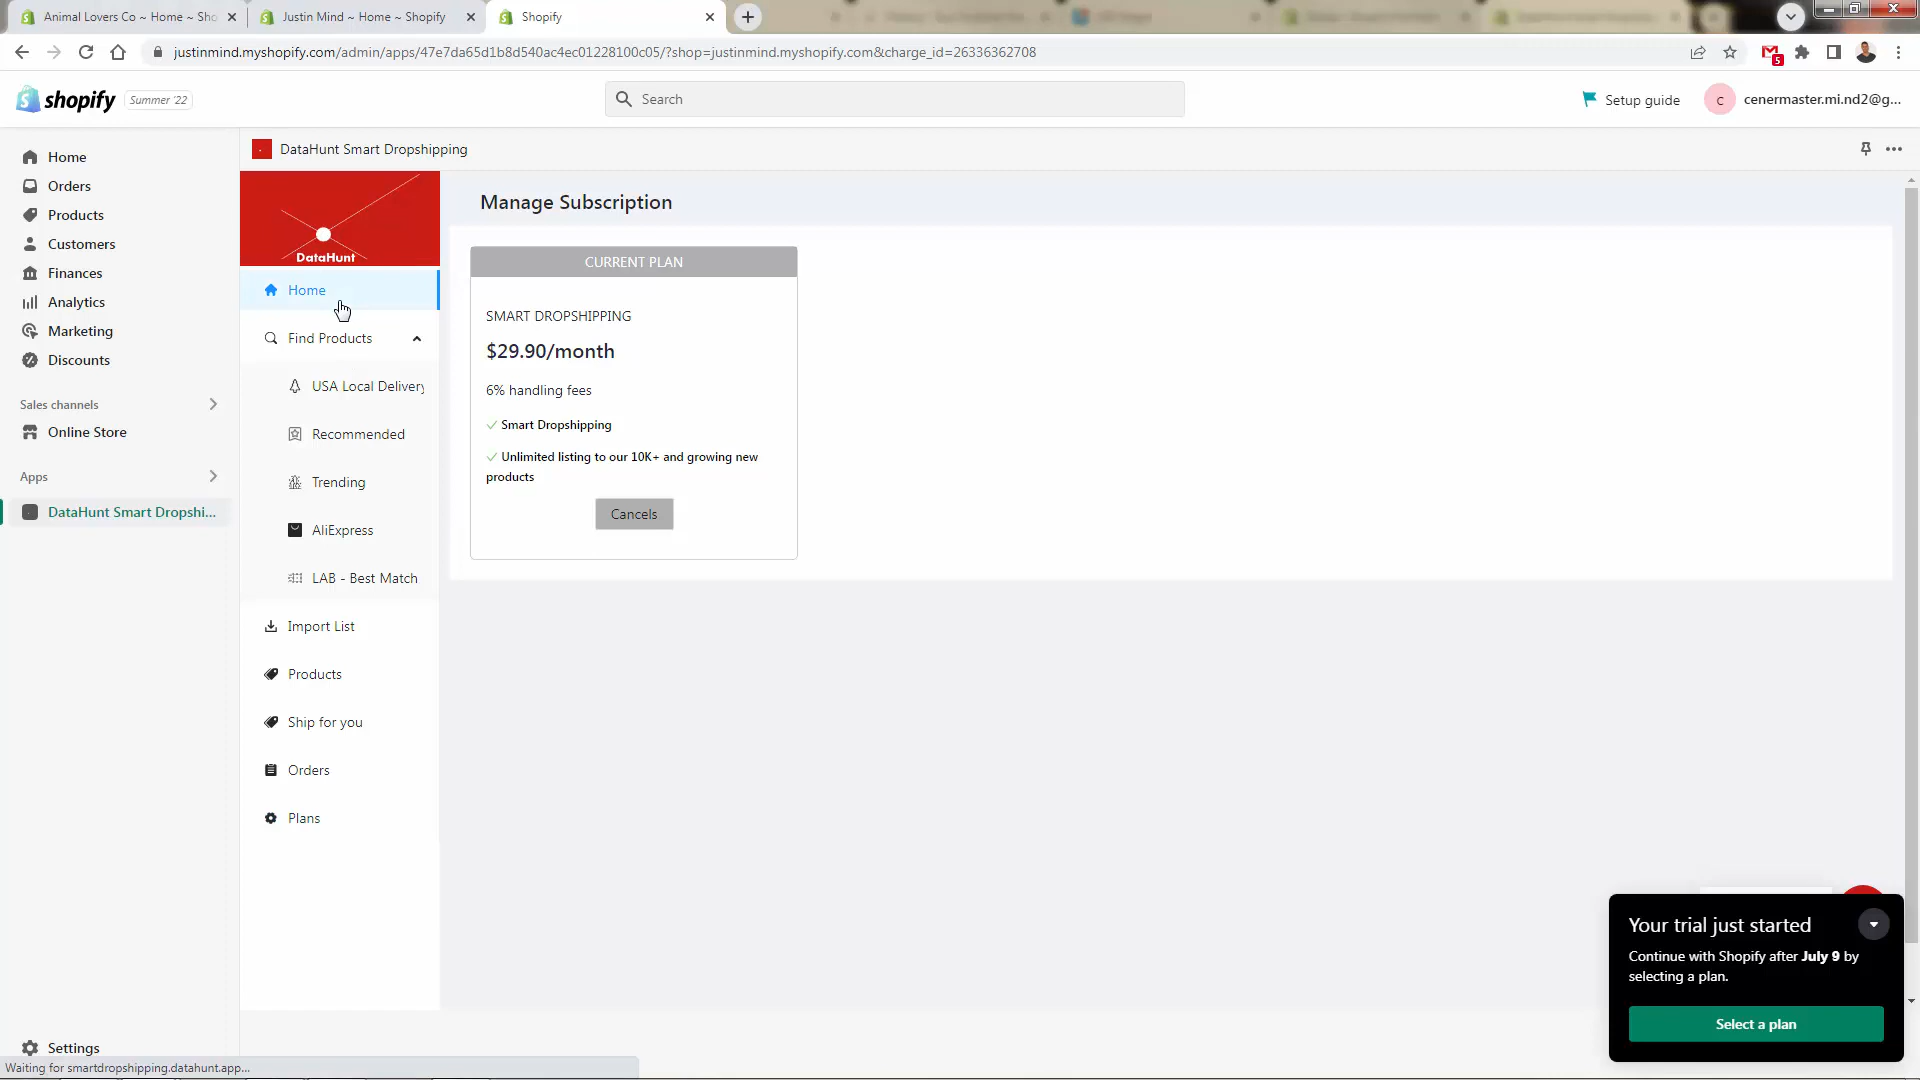 Animal Lovers Co ~ Home ~ Sho
Justin Mind ~ Home ~ Shopify
Shopify
justinmind.myshopify.com/admin/apps/47e7da65d1b8d540ac4ec01228100c05/?shop=justinmind.myshopify.com&charge_id=26336362708
5
shopify
Summer '22
Search
Setup guide
c
cenermaster.mi.nd2@g...
Home
Orders
Products
Customers
Finances
Analytics
Marketing
Discounts
Sales channels
Online Store
Apps
DataHunt Smart Dropshi...
Settings
DataHunt Smart Dropshipping
DataHunt
Home
Find Products
USA Local Delivery
Recommended
Trending
AliExpress
LAB - Best Match
Import List
Products
Ship for you
Orders
Plans
Manage Subscription
CURRENT PLAN
SMART DROPSHIPPING
$29.90/month
6% handling fees
Smart Dropshipping
Unlimited listing to our 10K+ and growing new
products
Cancels
Your trial just started
Continue with Shopify after July 9 by
selecting a plan.
Select a plan
Waiting for smartdropshipping.datahunt.app...